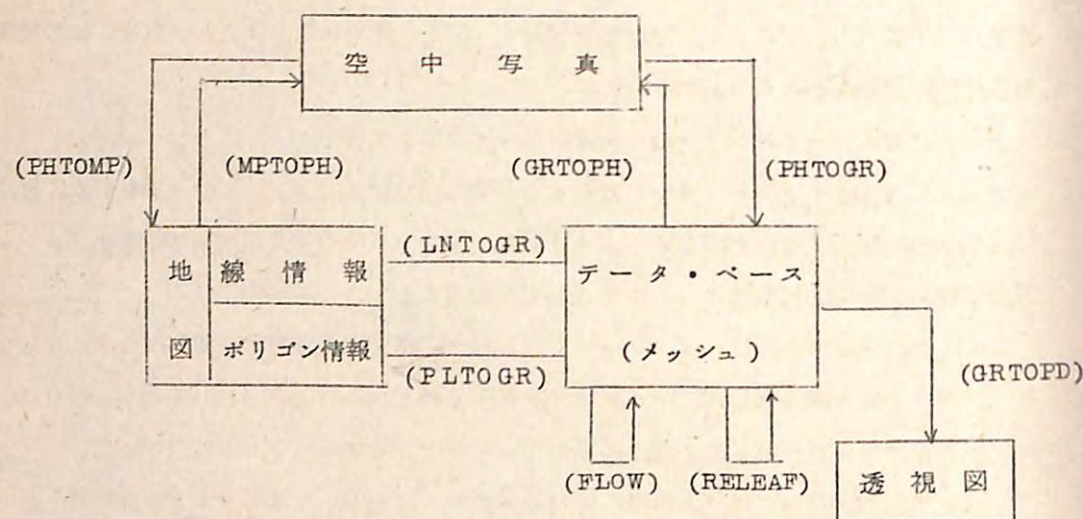 空中写真
(PHTOMP)
(MPTOPH)
(GRTOPH)
(PHTOGR)
地図
線情報
ポリゴン情報
(LNTOGR)
(PLTOGR)
データ・ベース
(メッシュ)
(GRTOPD)
(FLOW)
(RELEAF)
透視図